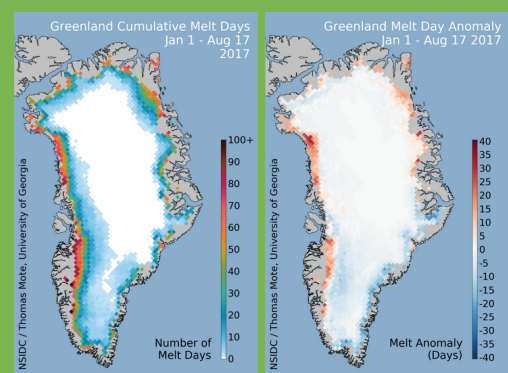 Greenland Cumulative Melt Days
Jan 1 - Aug 17
2017
100+
90
80
70
60
50
40
30
20
10
0
Number of
Melt Days
NSIDC / Thomas Mote, University of Georgia
Greenland Melt Day Anomaly
Jan 1 - Aug 17 2017
40
35
30
25
20
15
10
5
0
-5
-10
-15
-20
-25
-30
-35
-40
Melt Anomaly
(Days)
NSIDC / Thomas Mote, University of Georgia